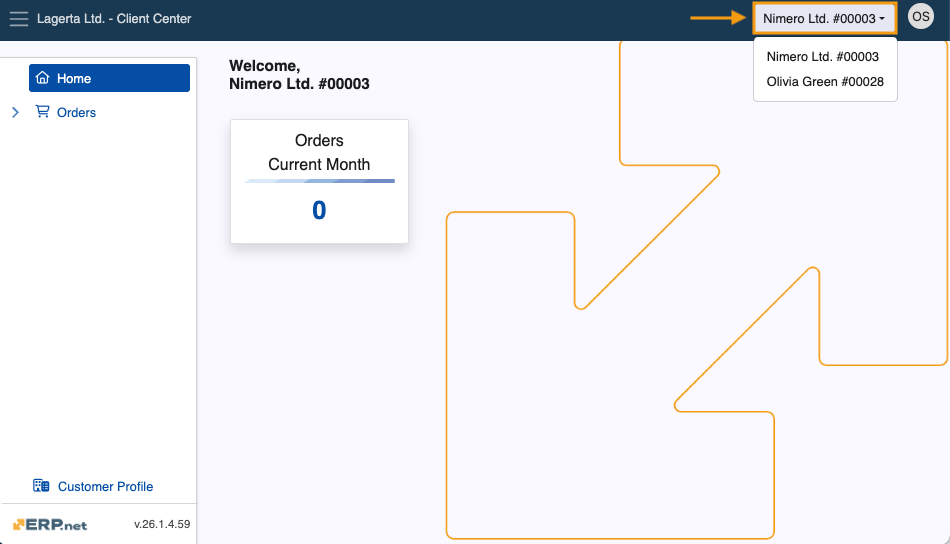 Lagerta Ltd. - Client Center
Nimero Ltd. #00003
OS
Nimero Ltd. #00003
Olivia Green #00028
Home
Orders
Welcome,
Nimero Ltd. #00003
Orders
Current Month
0
Customer Profile
ERP.net
v.26.1.4.59